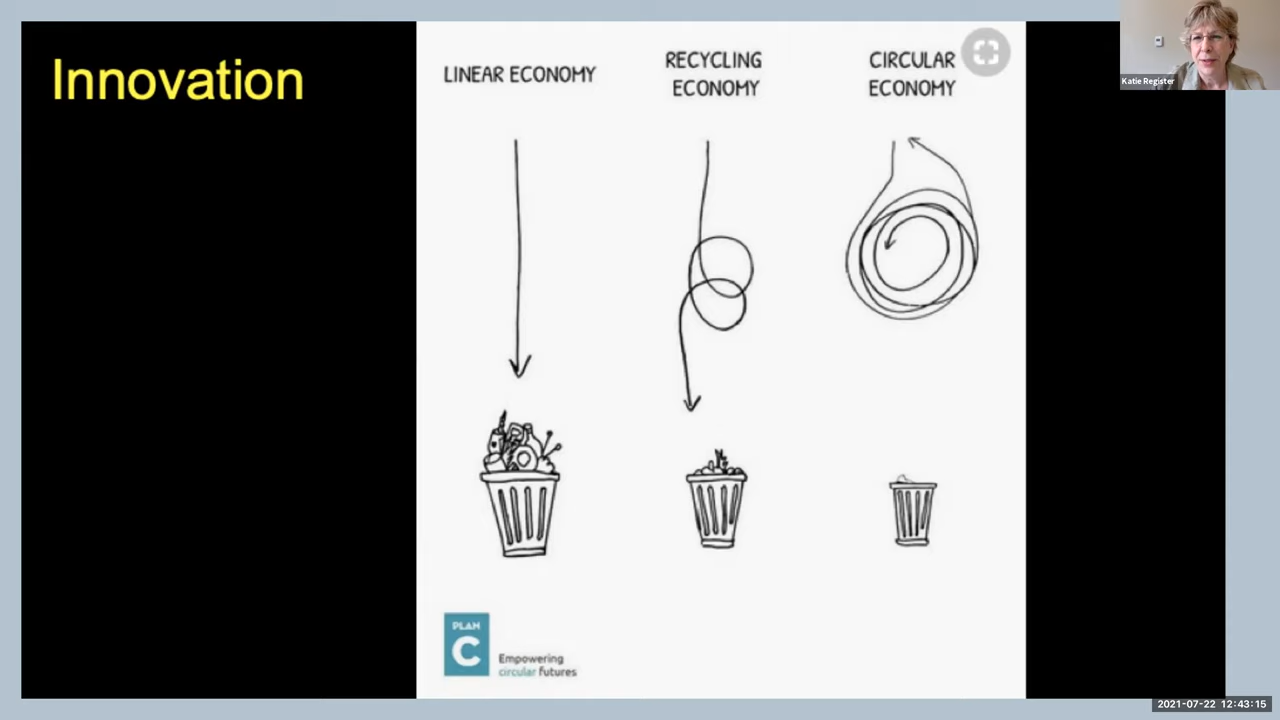 Innovation
LINEAR ECONOMY
RECYCLING
ECONOMY
CIRCULAR
ECONOMY
Katie Register
PLAN
C
Empowering
circular futures
2021-07-22 12:43:15